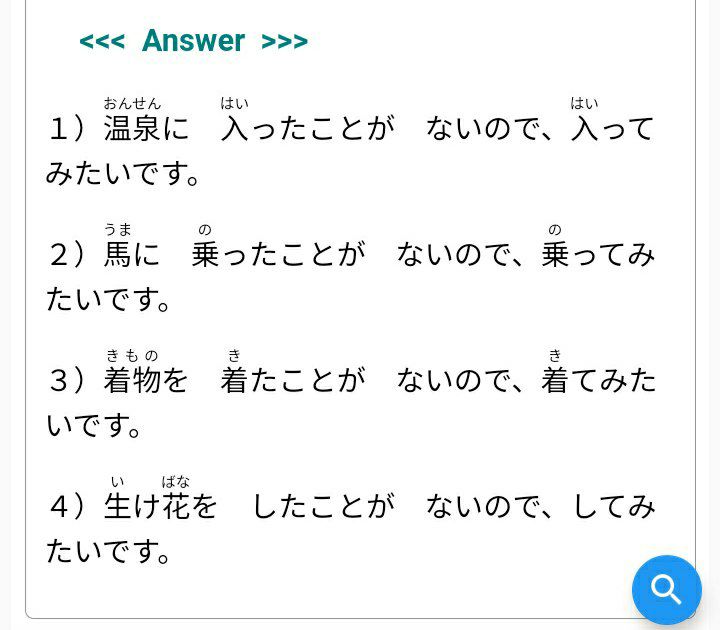 <<< Answer >>>
おんせん はい はい
１）温泉に　入ったことが　ないので、入って
みたいです。
うま の の
２）馬に　乗ったことが　ないので、乗ってみ
たいです。
きもの き き
３）着物を　着たことが　ないので、着てみた
いです。
い ばな
４）生け花を　したことが　ないので、してみ
たいです。